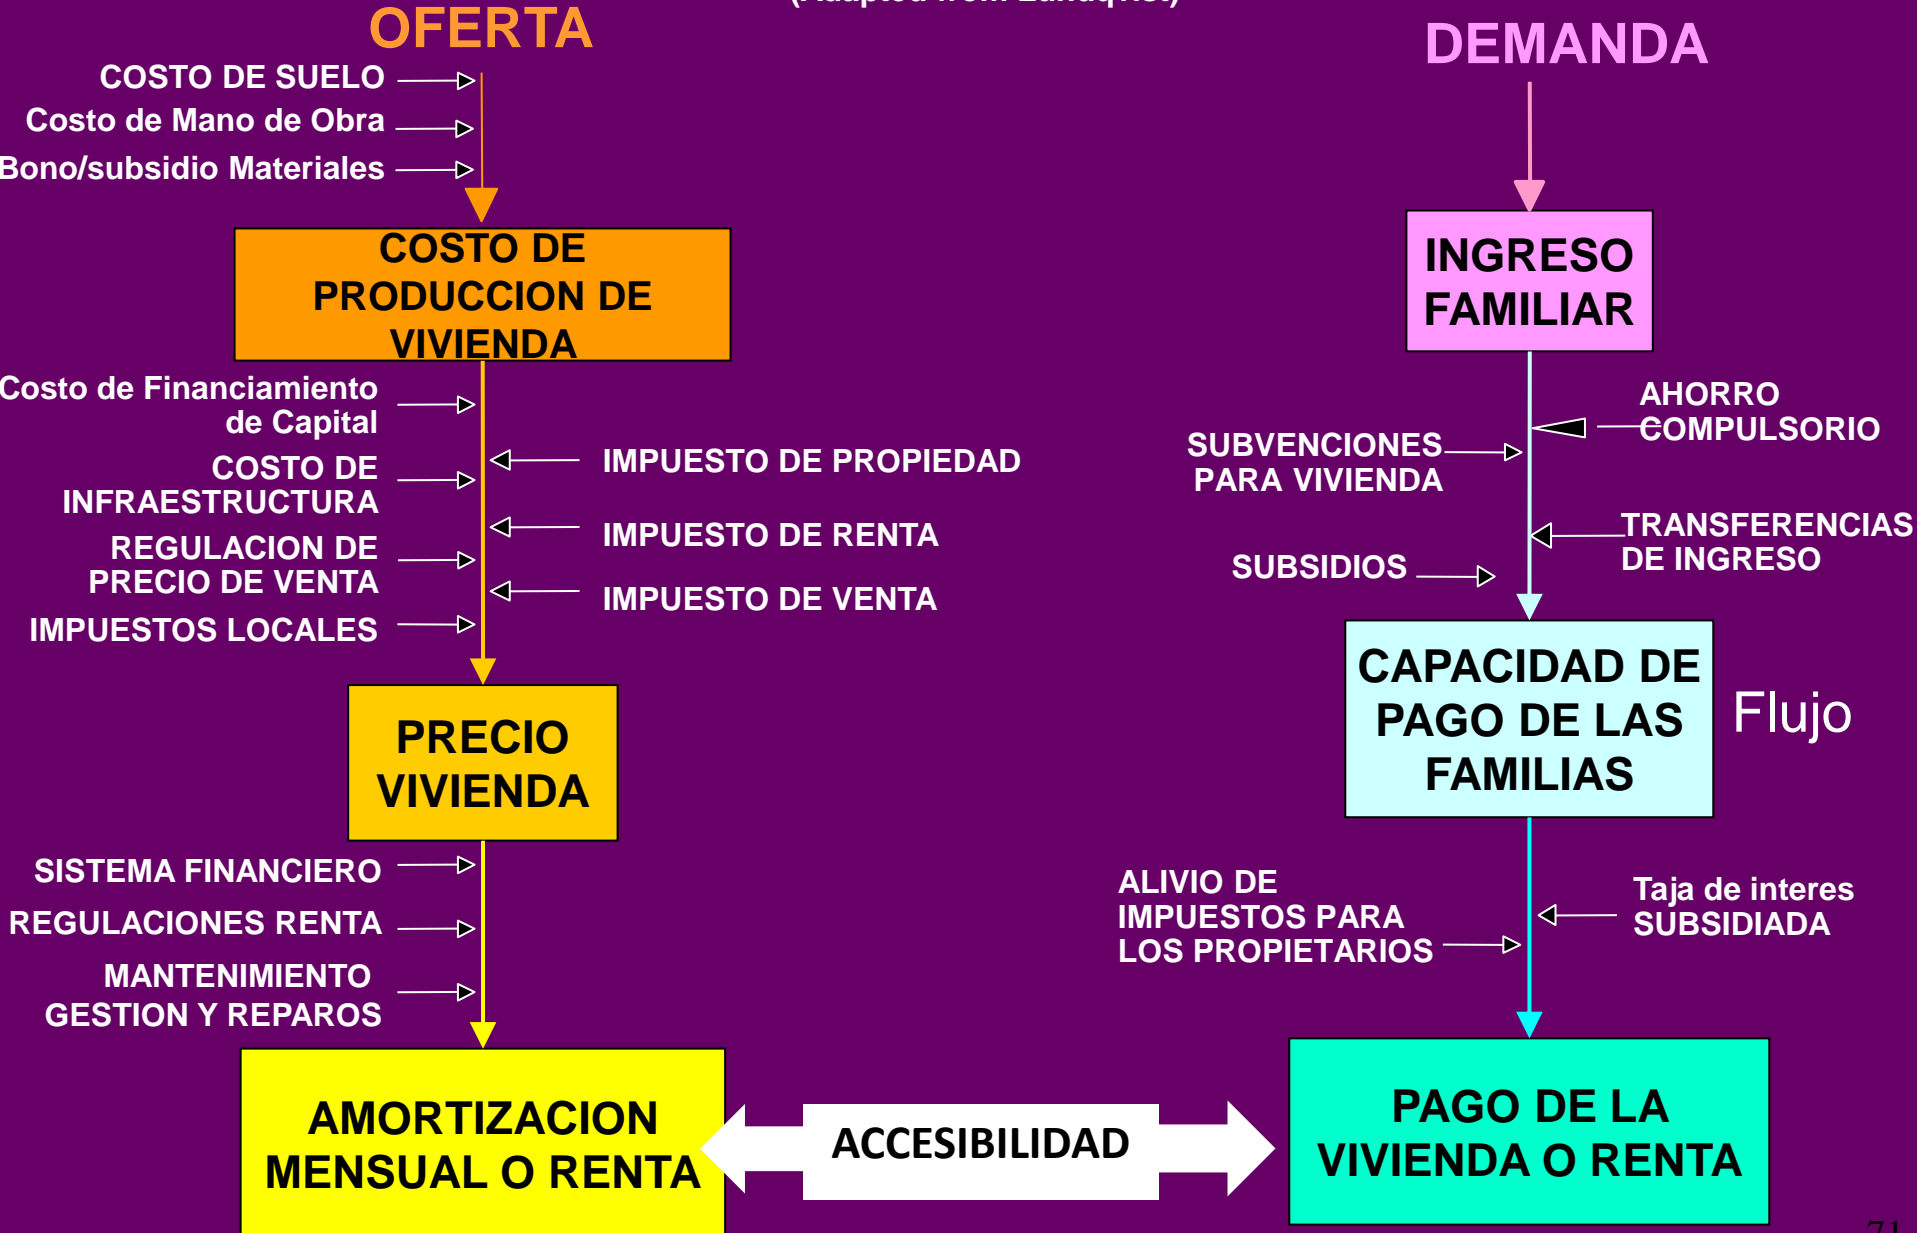 (Adapted from Lundqvist)
OFERTA
COSTO DE SUELO
Costo de Mano de Obra
Bono/subsidio Materiales
COSTO DE
PRODUCCION DE
VIVIENDA
Costo de Financiamiento
de Capital
COSTO DE
INFRAESTRUCTURA
REGULACION DE
PRECIO DE VENTA
IMPUESTOS LOCALES
IMPUESTO DE PROPIEDAD
IMPUESTO DE RENTA
IMPUESTO DE VENTA
PRECIO
VIVIENDA
SISTEMA FINANCIERO
REGULACIONES RENTA
MANTENIMIENTO
GESTION Y REPAROS
AMORTIZACION
MENSUAL O RENTA
ACCESIBILIDAD
DEMANDA
INGRESO
FAMILIAR
AHORRO
COMPULSORIO
SUBVENCIONES
PARA VIVIENDA
TRANSFERENCIAS
DE INGRESO
SUBSIDIOS
CAPACIDAD DE
PAGO DE LAS
FAMILIAS
Flujo
ALIVIO DE
IMPUESTOS PARA
LOS PROPIETARIOS
Taja de interes
SUBSIDIADA
PAGO DE LA
VIVIENDA O RENTA
71